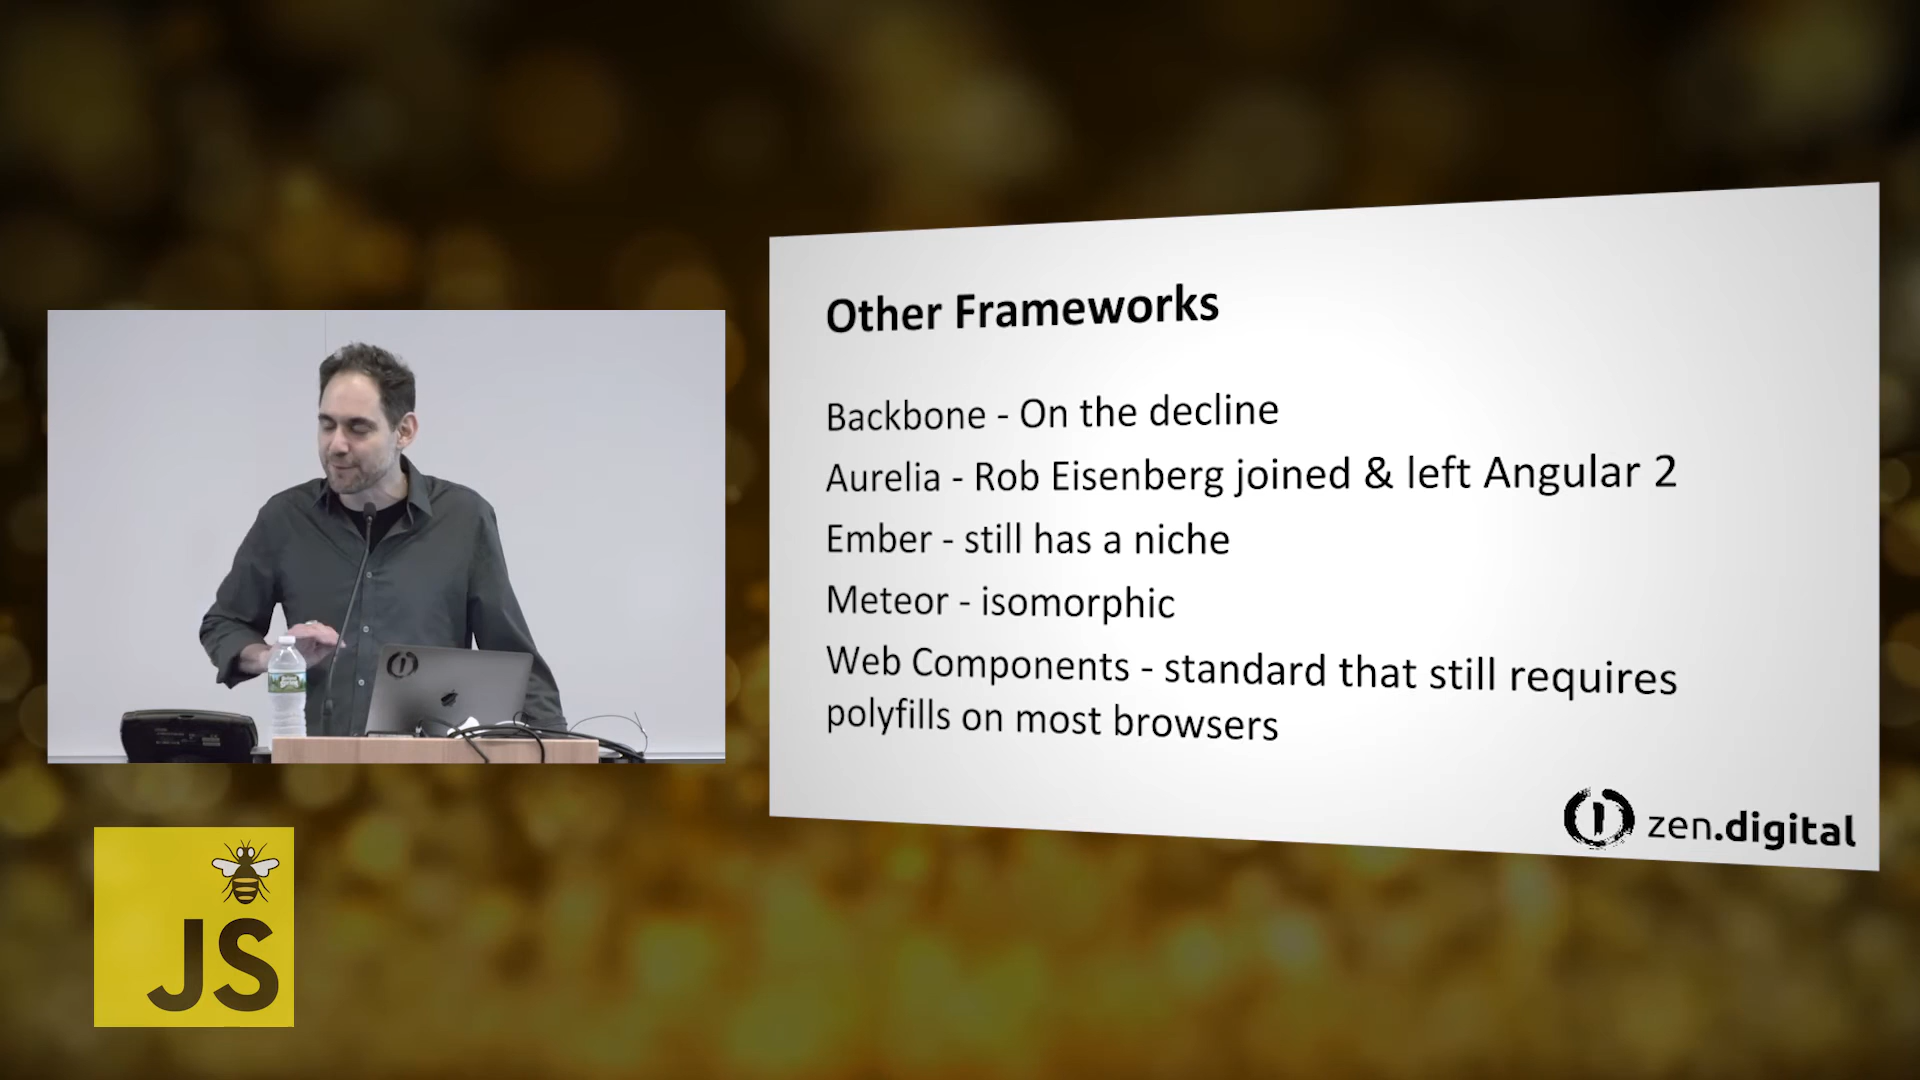 Other Frameworks
Backbone - On the decline
Aurelia - Rob Eisenberg joined & left Angular 2
Ember - still has a niche
Meteor - isomorphic
Web Components - standard that still requires
polyfills on most browsers
zen.digital
JS